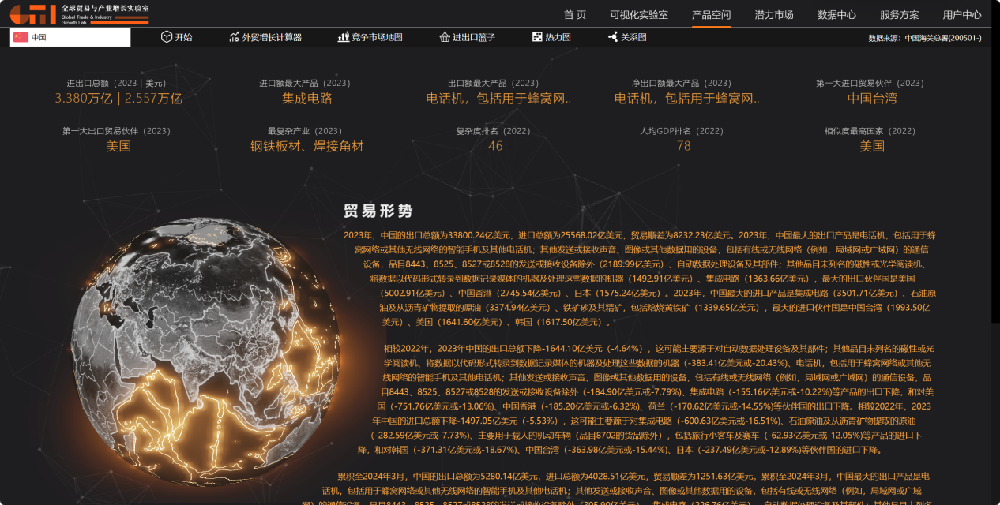 全球贸易与产业增长实验室
Global Trade & Industry
Growth Lab
首 页 可视化实验室 产品空间 潜力市场 数据中心 服务方案 用户中心
中国 开始 外贸增长计算器 竞争市场地图 进出口篮子 热力图 关系图 数据来源：中国海关总署(200501-)
进出口总额（2023 | 美元） 进口额最大产品（2023） 出口额最大产品（2023） 净出口额最大产品（2023） 第一大进口贸易伙伴（2023）
3.380万亿 | 2.557万亿 集成电路 电话机，包括用于蜂窝网.. 电话机，包括用于蜂窝网.. 中国台湾
第一大出口贸易伙伴（2023） 最复杂产业（2023） 复杂度排名（2022） 人均GDP排名（2022） 相似度最高国家（2022）
美国 钢铁板材、焊接角材 46 78 美国
贸易形势
2023年，中国的出口总额为33800.24亿美元，进口总额为25568.02亿美元，贸易顺差为8232.23亿美元。2023年，中国最大的出口产品是电话机，包括用于蜂
窝网络或其他无线网络的智能手机及其他电话机；其他发送或接收声音、图像或其他数据用的设备，包括有线或无线网络（例如，局域网或广域网）的通信
设备，品目8443、8525、8527或8528的发送或接收设备除外（2189.99亿美元）、自动数据处理设备及其部件；其他品目未列名的磁性或光学阅读机、
将数据以代码形式转录到数据记录媒体的机器及处理这些数据的机器（1492.91亿美元）、集成电路（1363.66亿美元），最大的出口伙伴国是美国
（5002.91亿美元）、中国香港（2745.54亿美元）、日本（1575.24亿美元）。2023年，中国最大的进口产品是集成电路（3501.71亿美元）、石油原
油及从沥青矿物提取的原油（3374.94亿美元）、铁矿砂及其精矿，包括焙烧黄铁矿（1339.65亿美元），最大的进口伙伴国是中国台湾（1993.50亿
美元）、美国（1641.60亿美元）、韩国（1617.50亿美元）。
相较2022年，2023年中国的出口总额下降-1644.10亿美元（-4.64%），这可能主要源于对自动数据处理设备及其部件；其他品目未列名的磁性或光
学阅读机、将数据以代码形式转录到数据记录媒体的机器及处理这些数据的机器（-383.41亿美元或-20.43%)、电话机，包括用于蜂窝网络或其他无
线网络的智能手机及其他电话机；其他发送或接收声音、图像或其他数据用的设备，包括有线或无线网络（例如，局域网或广域网）的通信设备，品
目8443、8525、8527或8528的发送或接收设备除外（-184.90亿美元或-7.79%)、集成电路（-155.16亿美元或-10.22%)等产品的出口下降，和对美
国（-751.76亿美元或-13.06%)、中国香港（-185.20亿美元或-6.32%)、荷兰（-170.62亿美元或-14.55%)等伙伴国的出口下降。相较2022年，2023
年中国的进口总额下降-1497.05亿美元（-5.53%），这可能主要源于对集成电路（-600.63亿美元或-16.51%)、石油原油及从沥青矿物提取的原油
（-282.59亿美元或-7.73%)、主要用于载人的机动车辆（品目8702的货品除外），包括旅行小客车及赛车（-62.93亿美元或-12.05%)等产品的进口下
降，和对韩国（-371.31亿美元或-18.67%)、中国台湾（-363.98亿美元或-15.44%)、日本（-237.49亿美元或-12.89%)等伙伴国的进口下降。
累积至2024年3月，中国的出口总额为5280.14亿美元，进口总额为4028.51亿美元，贸易顺差为1251.63亿美元。累积至2024年3月，中国最大的出口产品是电
话机，包括用于蜂窝网络或其他无线网络的智能手机及其他电话机；其他发送或接收声音、图像或其他数据用的设备，包括有线或无线网络（例如，局域网或广域
网）的通信设备，品目8443、8525、8527或8528的发送或接收设备除外（395.90亿美元）、集成电路（226.76亿美元）、自动数据处理设备及其部件；其他品目未列名